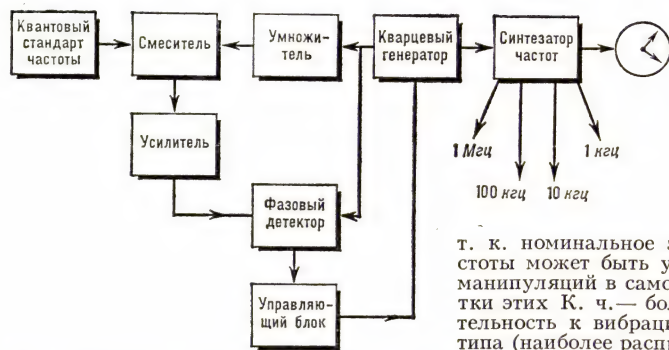 Квантовый
стандарт
частоты
Смеситель
Умножи-
тель
Кварцевый
генератор
Синтезатор
частот
Усилитель
1 Мгц
1 кгц
100 кгц
10 кгц
Фазовый
детектор
Управляю-
щий блок
т. к. номинальное
стоты может быть
манипуляций в само
тки этих К. ч.— бол
тельность к вибраци
типа (наиболее распр